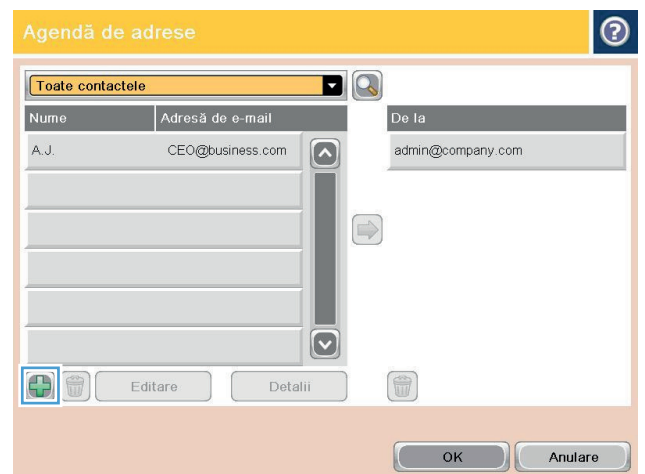 Agendă de adrese
?
Toate contactele
Nume Adresă de e-mail De la
A.J. CEO@business.com admin@company.com
Editare Detalii
OK Anulare